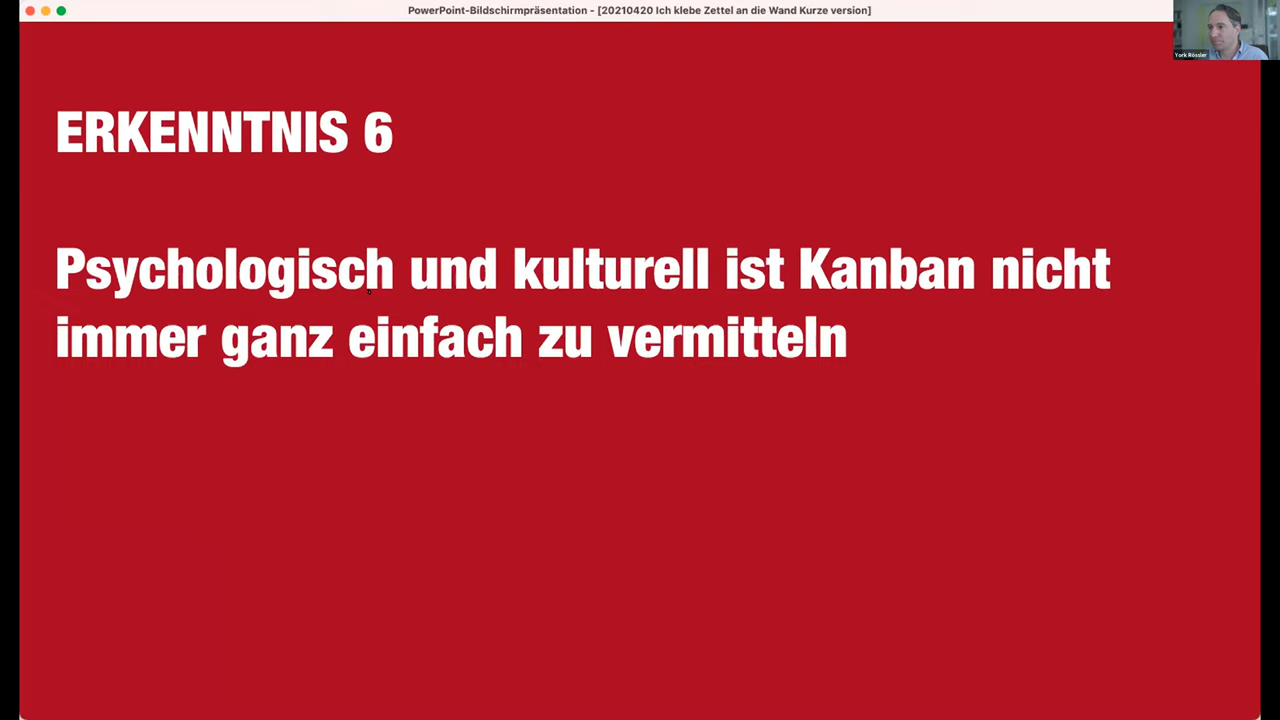 PowerPoint-Bildschirmpräsentation - [20210420 Ich klebe Zettel an die Wand Kurze version]
York Rössler
ERKENNTNIS 6
Psychologisch und kulturell ist Kanban nicht
immer ganz einfach zu vermitteln